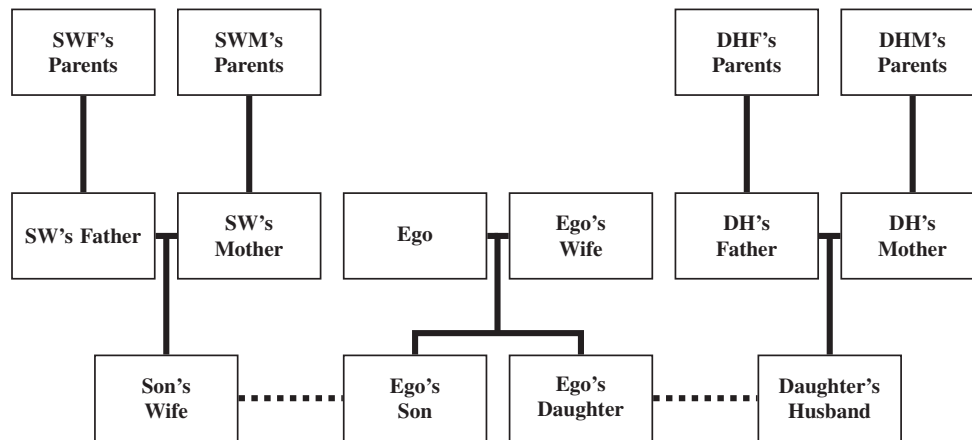 SWF's
Parents
SWM's
Parents
DHF's
Parents
DHM's
Parents
SW's Father
SW's
Mother
Ego
Ego's
Wife
DH's
Father
DH's
Mother
Son's
Wife
Ego's
Son
Ego's
Daughter
Daughter's
Husband